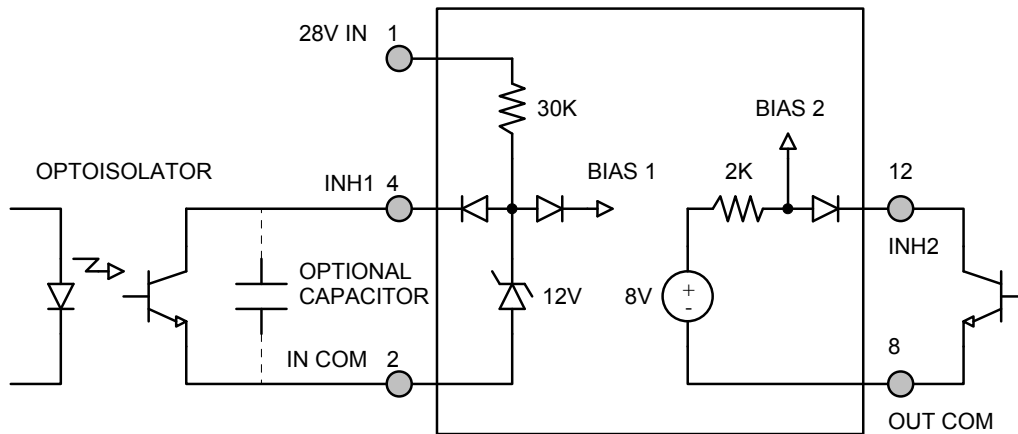 28V IN 1
30K
BIAS 2
OPTOISOLATOR
INH1 4
BIAS 1
2K
12
INH2
OPTIONAL
CAPACITOR
12V
8V
+
-
IN COM 2
8
OUT COM